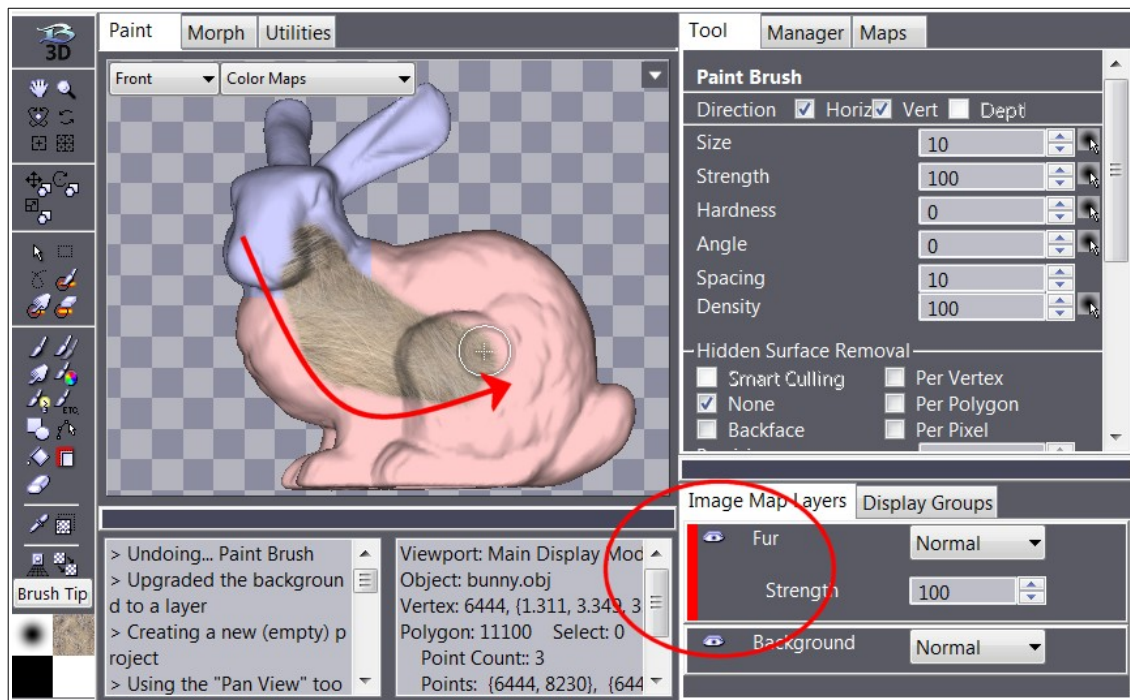 3D
Paint Morph Utilities
Front Color Maps
Brush Tip
> Undoing... Paint Brush
> Upgraded the backgroun
d to a layer
> Creating a new (empty) p
roject
> Using the "Pan View" too
Viewport: Main Display Mod
Object: bunny.obj
Vertex: 6444, {1.311, 3.349, 3
Polygon: 11100 Select: 0
Point Count:: 3
Points: {6444, 8230}, {644
Tool Manager Maps
Paint Brush
Direction Horiz Vert Dept
Size 10
Strength 100
Hardness 0
Angle 0
Spacing 10
Density 100
Hidden Surface Removal
Smart Culling Per Vertex
None Per Polygon
Backface Per Pixel
Image Map Layers Display Groups
Fur Normal
Strength 100
Background Normal